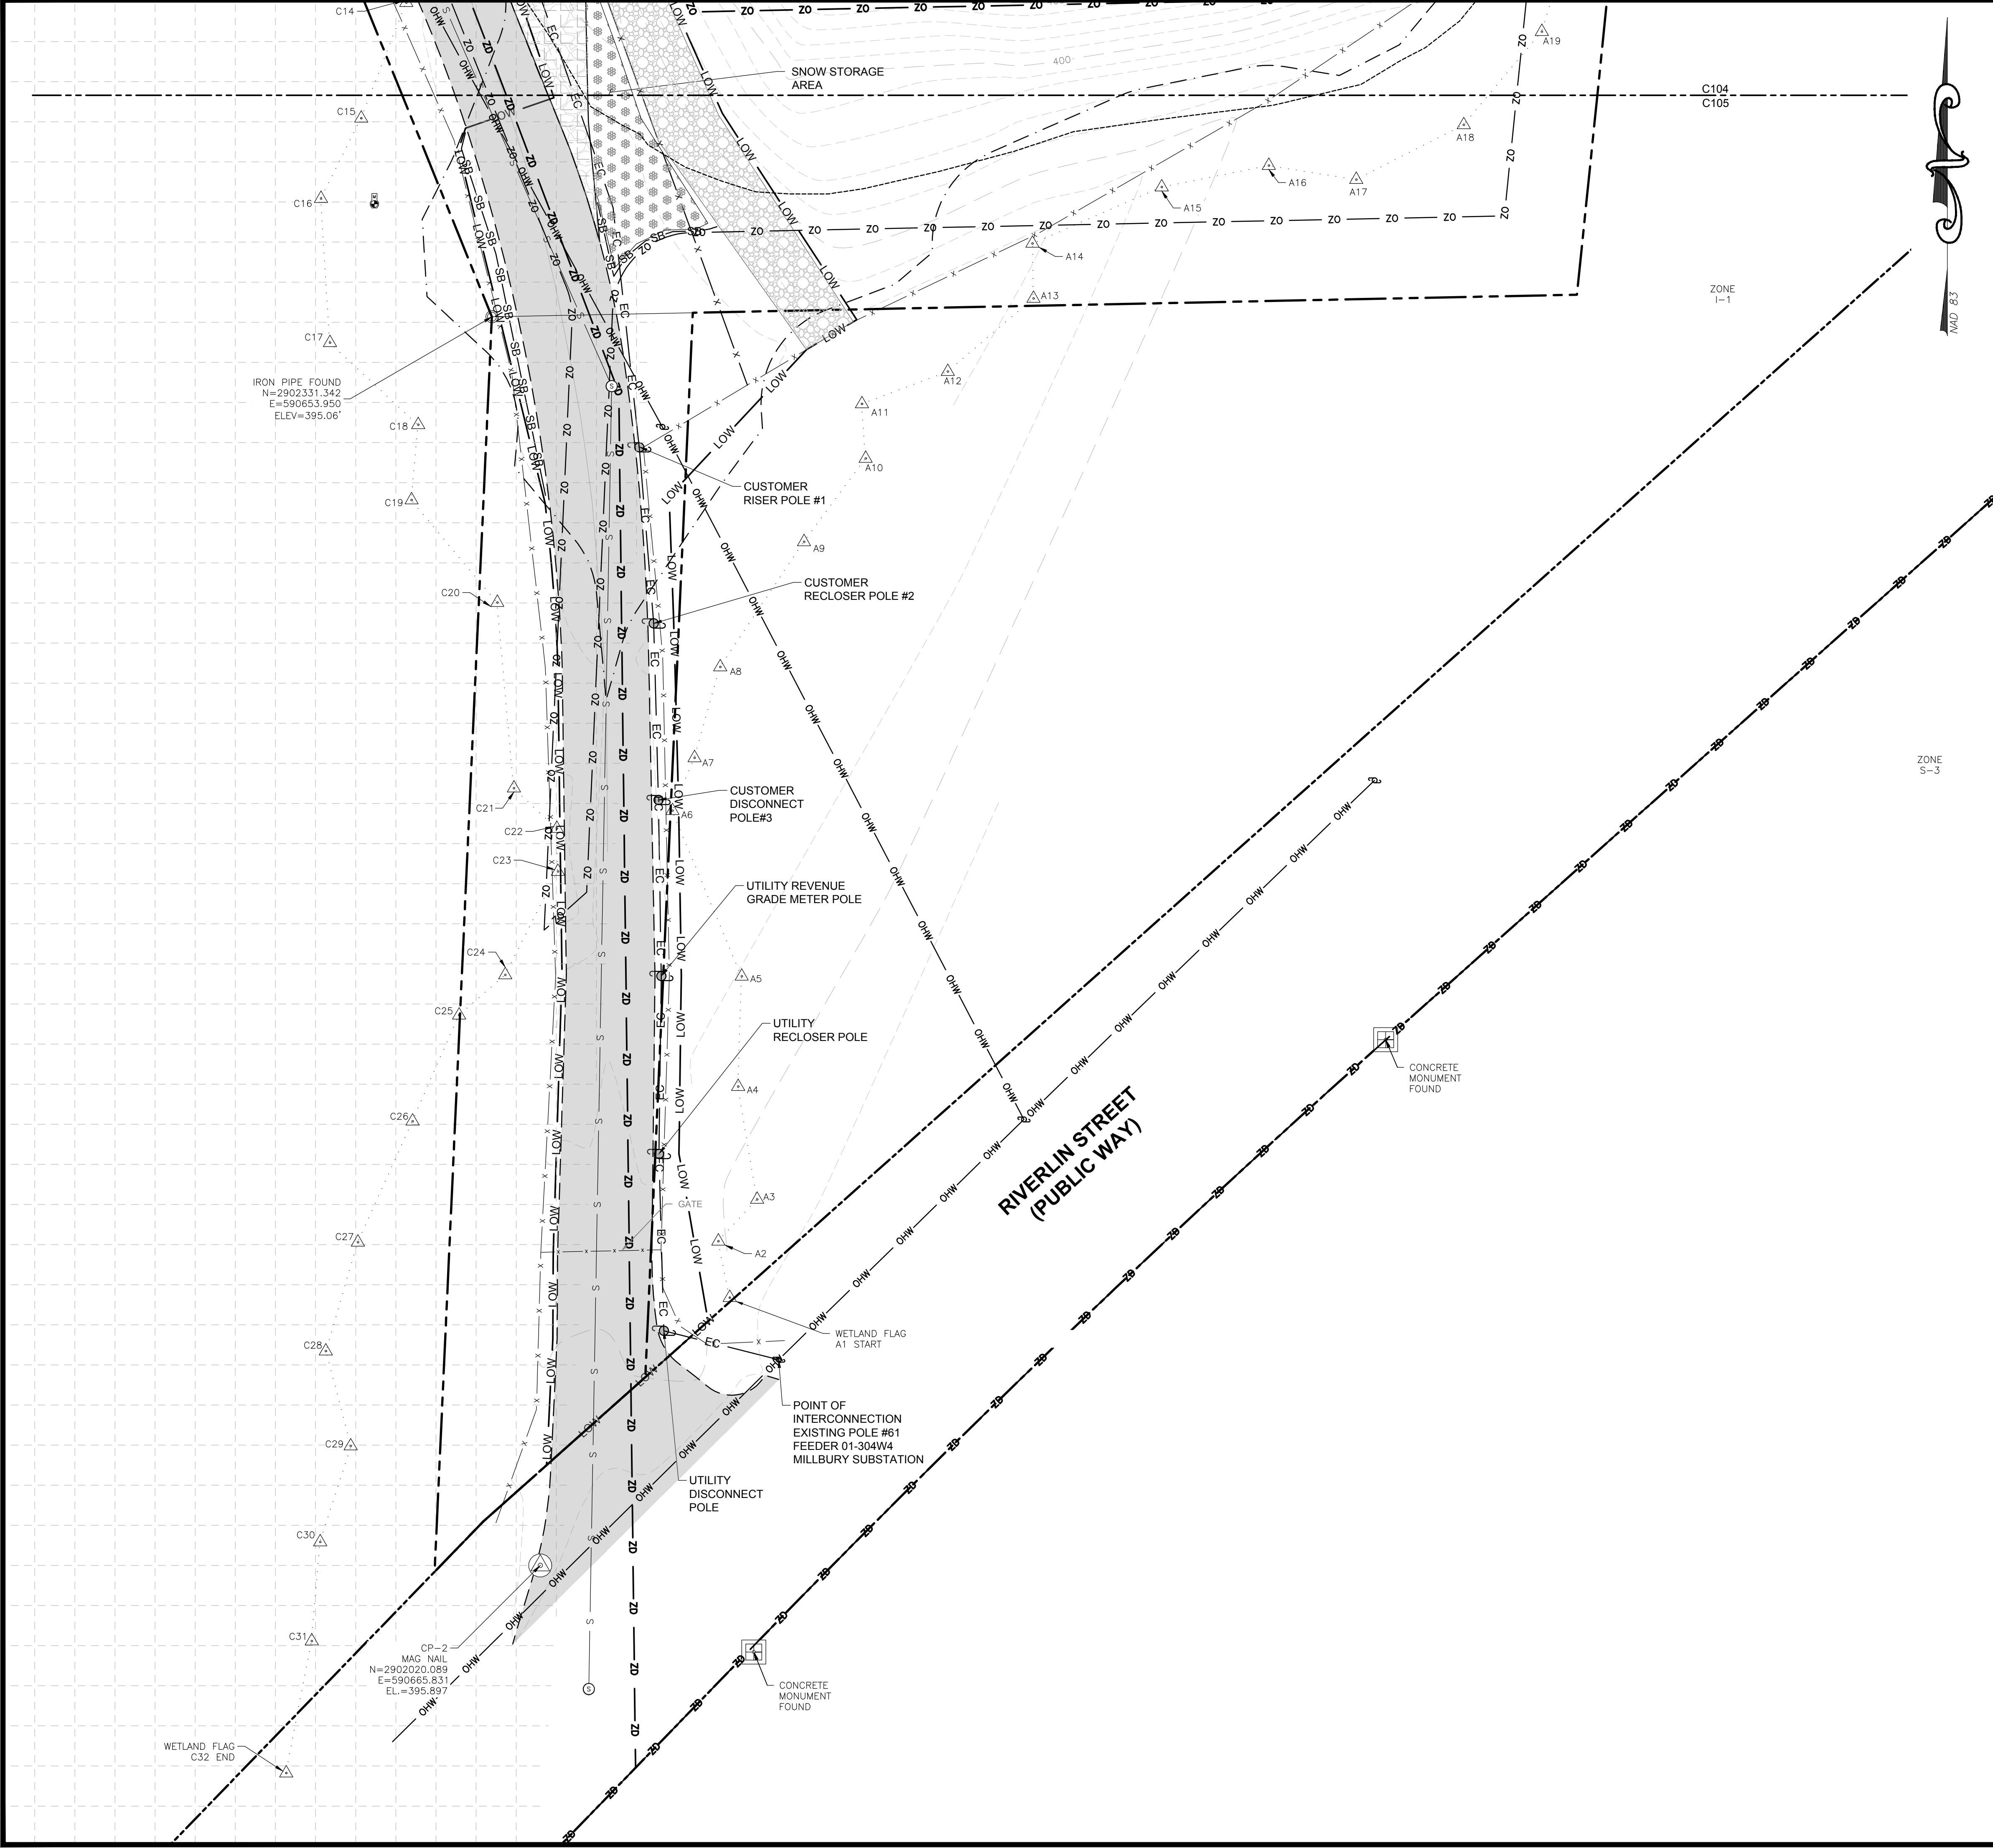 C14
SNOW STORAGE
AREA
400
A19
C104
C105
C15
A18
C16
A16
A17
A15
A14
A13
ZONE
I-1
NAD 83
C17
IRON PIPE FOUND
N=2902331.342
E=590653.950
ELEV=395.06'
A12
A11
C18
A10
CUSTOMER
RISER POLE #1
C19
A9
CUSTOMER
RECLOSER POLE #2
C20
A8
ZONE
S-3
A7
CUSTOMER
DISCONNECT
POLE#3
C21
A6
C22
C23
UTILITY REVENUE
GRADE METER POLE
C24
A5
C25
UTILITY
RECLOSER POLE
CONCRETE
MONUMENT
FOUND
A4
C26
RIVERLIN STREET
(PUBLIC WAY)
A3
GATE
C27
A2
WETLAND FLAG
A1 START
C28
POINT OF
INTERCONNECTION
EXISTING POLE #61
FEEDER 01-304W4
MILLBURY SUBSTATION
C29
UTILITY
DISCONNECT
POLE
C30
C31
CP-2
MAG NAIL
N=2902020.089
E=590665.831
EL.=395.897
CONCRETE
MONUMENT
FOUND
WETLAND FLAG
C32 END
OHW
ZO
ZD
LOW
SB
EC
S
X